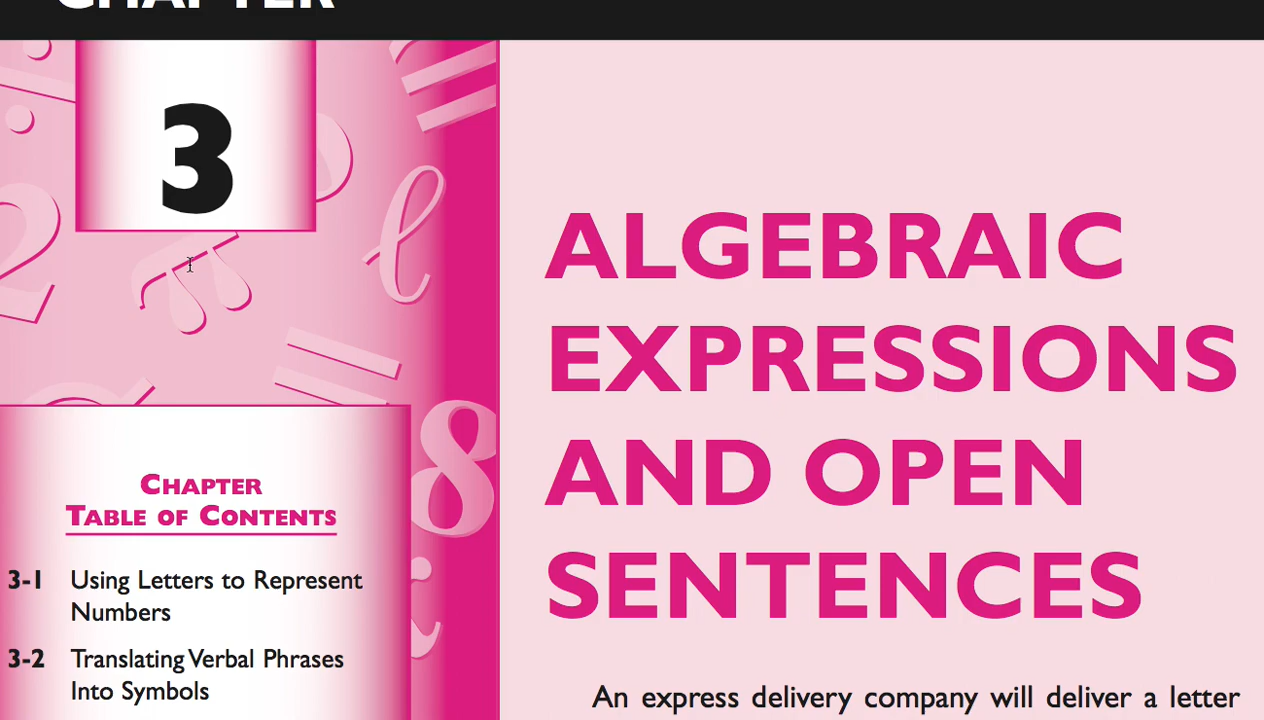 CHAPTER
3
ALGEBRAIC
EXPRESSIONS
AND OPEN
SENTENCES
CHAPTER
TABLE OF CONTENTS
3-1 Using Letters to Represent
Numbers
3-2 Translating Verbal Phrases
Into Symbols
An express delivery company will deliver a letter